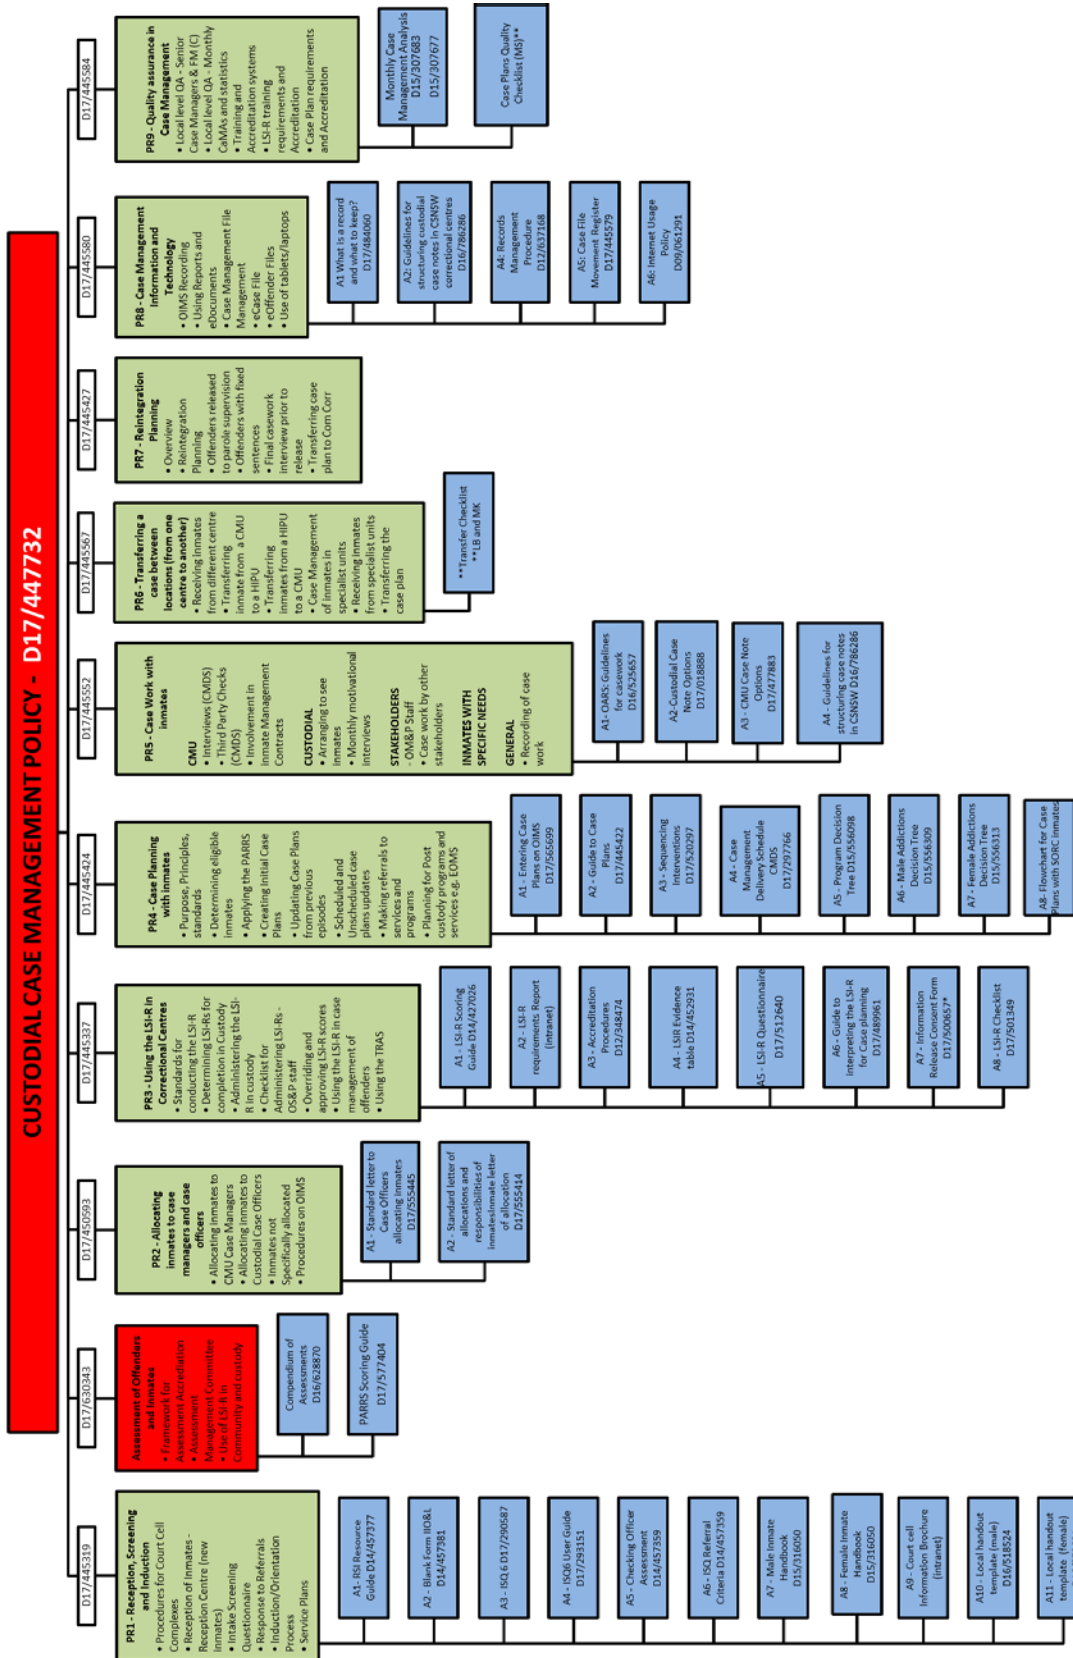 CUSTODIAL CASE MANAGEMENT POLICY - D17/447732
D17/445319
PR1 - Reception, Screening
and Induction
• Procedures for Court Cell
Complexes
• Reception of Inmates -
Reception Centre (new
inmates)
• Intake Screening
Questionnaire
• Response to Referrals
• Induction/Orientation
Process
• Service Plans
A1- RSI Resource
Guide D14/457377
A2 – Blank Form IIO&L
D14/457381
A3 – ISQ 6 D17/290587
A4 - ISQ6 User Guide
D17/293151
A5 - Checking Officer
Assessment
D14/457359
A6 - ISQ Referral
Criteria D14/457359
A7 - Male Inmate
Handbook
D15/316050
A8 - Female Inmate
Handbook
D15/316050
A9 - Court cell
Information Brochure
(intranet)
A10 - Local handout
template (male)
D16/518524
A11 - Local handout
template (female)
D17/630343
Assessment of Offenders
and inmates
• Framework for
Assessment Accrediation
• Assessment
Management Committee
• Use of LSI-R in
Community and custody
Compendium of
Assessments
D16/628870
PARRS Scoring Guide
D17/577404
D17/450593
PR2 - Allocating
inmates to case
managers and case
officers
• Allocating inmates to
CMU Case Managers
• Allocating inmates to
Custodial Case Officers
• Inmates not
Specifically allocated
• Procedures on OIMS
A1 - Standard letter to
Case Officers
allocating inmates
D17/555445
A2 - Standard letter of
allocations and
responsibilities of
inmatesInmate letter
of allocation
D17/555414
D17/445337
PR3 - Using the LSI-R in
Correctional Centres
• Standards for
conducting the LSI-R
• Determining LSI-Rs for
completion in Custody
• Administering the LSI-
R in custody
• Checklist for
Administering LSI-Rs -
OS&P staff
• Overriding and
approving LSI-R scores
• Using the LSI-R in case
management of
offenders
• Using the TRAS
A1 - LSI-R Scoring
Guide D14/427026
A2 - LSI-R
requirements Report
(intranet)
A3 - Accreditation
Procedures
D12/348474
A4 - LSIR Evidence
table D14/452931
A5 - LSI-R Questionnaire
D17/512640
A6 - Guide to
interpreting the LSI-R
for Case planning
D17/489961
A7 - Information
Release Consent Form
D17/500657*
A8 - LSI-R Checklist
D17/501349
D17/445424
PR4 - Case Planning
with inmates
• Purpose, Principles,
standards
• Determining eligible
inmates
• Applying the PARRS
• Creating Initial Case
Plans
• Updating Case Plans
from previous
episodes
• Scheduled and
Unscheduled case
plans updates
• Making referrals to
services and
programs
• Planning for Post
custody programs and
services e.g. EOMS
A1 - Entering Case
Plans on OIMS
D17/565699
A2 - Guide to Case
Plans
D17/445422
A3 - Sequencing
Interventions
D17/520297
A4 – Case
Management
Delivery Schedule
CMDS
D17/297766
A5 - Program Decision
Tree D15/556098
A6 - Male Addictions
Decision Tree
D15/556309
A7 - Female Addictions
Decision Tree
D15/556313
A8- Flowchart for Case
Plans with SORC inmates
D17/445552
PR5 - Case Work with
inmates
CMU
• Interviews (CMDS)
• Third Party Checks
(CMDS)
• Involvement in
Inmate Management
Contracts
CUSTODIAL
• Arranging to see
inmates
• Monthly motivational
interviews
STAKEHOLDERS
- OM&P Staff
• Case work by other
stakeholders
INMATES WITH
SPECIFIC NEEDS
GENERAL
• Recording of case
work
A1- OARS: Guidelines
for casework
D16/525657
A2-Custodial Case
Note Options
D17/018888
A3 - CMU Case Note
Options
D17/477883
A4 - Guidelines for
structuring case notes
in CSNSW D16/786286
D17/445567
PR6 - Transferring a
case between
locations (from one
centre to another)
• Receiving Inmates
from different centre
• Transferring
inmate from a CMU
to a HIPU
• Transferring
inmates from a HIPU
to a CMU
• Case Management
of inmates in
specialist units
• Receiving inmates
from specialist units
• Transferring the
case plan
**Transfer Checklist
**LB and MK
D17/445427
PR7 - Reintegration
Planning
• Overview
• Reintegration
Planning
• Offenders released
to parole supervision
• Offenders with fixed
sentences
• Final casework
interview prior to
release
• Transferring case
plan to Com Corr
D17/445580
PR8 - Case Management
Information and
Technology
• OIMS Recording
• Using Reports and
eDocuments
• Case Management File
Management
• eCase File
• eOffender Files
• Use of tablets/laptops
A1 What is a record
and what to keep?
D17/484060
A2: Guidelines for
structuring custodial
case notes in CSNSW
correctional centres
D16/786286
A4: Records
Management
Procedure
D12/637168
A5: Case File
Movement Register
D17/445579
A6: Internet Usage
Policy
D09/061291
D17/445584
PR9 - Quality assurance in
Case Management
• Local level QA - Senior
Case Managers & FM (C)
• Local level QA - Monthly
CaMAs and statistics
• Training and
Accreditation systems
• LSI-R training
requirements and
Accreditation
• Case Plan requirements
and Accreditation
Monthly Case
Management Analysis
D15/307683
D15/307677
Case Plans Quality
Checklist (MS)**